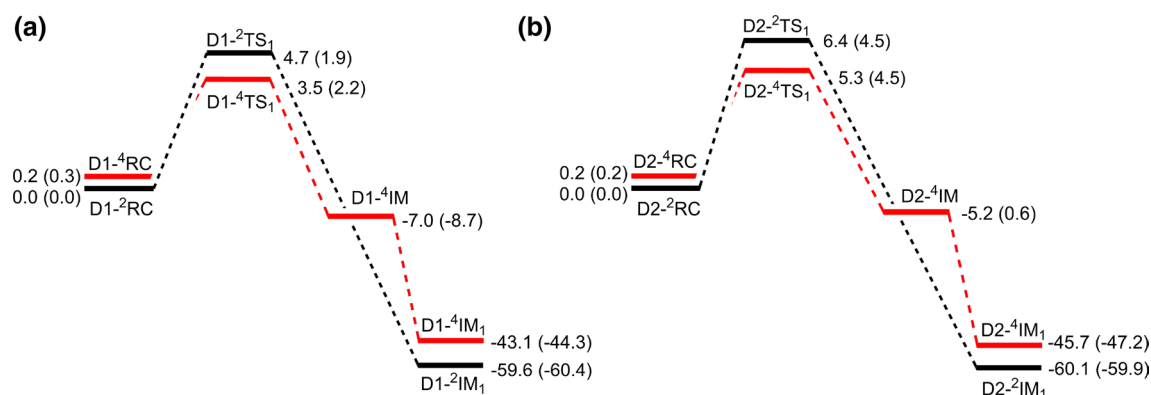 (a)
D1-²TS₁
4.7 (1.9)
3.5 (2.2)
D1-⁴TS₁
D1-⁴RC
0.2 (0.3)
0.0 (0.0)
D1-²RC
D1-⁴IM
-7.0 (-8.7)
D1-⁴IM₁
-43.1 (-44.3)
-59.6 (-60.4)
D1-²IM₁
(b)
D2-²TS₁
6.4 (4.5)
5.3 (4.5)
D2-⁴TS₁
D2-⁴RC
0.2 (0.2)
0.0 (0.0)
D2-²RC
D2-⁴IM
-5.2 (0.6)
D2-⁴IM₁
-45.7 (-47.2)
-60.1 (-59.9)
D2-²IM₁